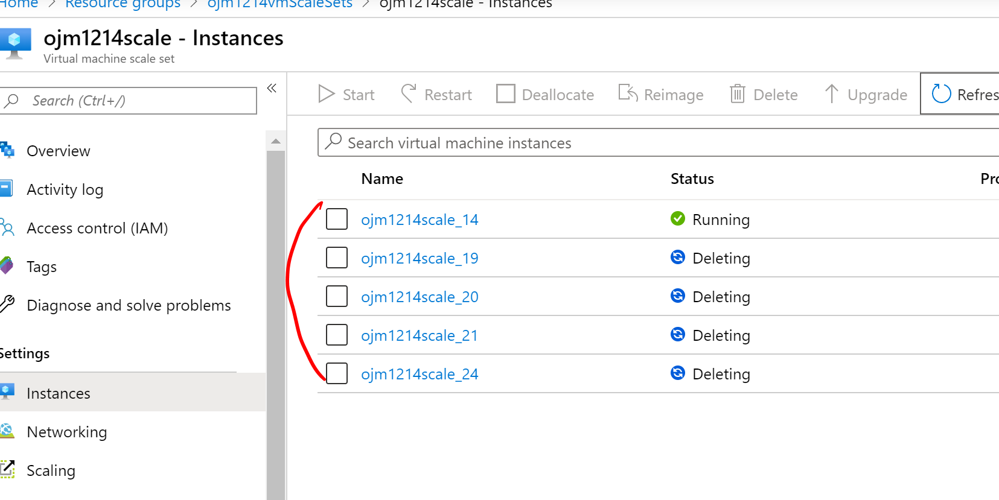 Home > Resource groups > ojm1214vmScaleSets > ojm1214scale - Instances
ojm1214scale - Instances
Virtual machine scale set
Search (Ctrl+/)
«
Overview
Activity log
Access control (IAM)
Tags
Diagnose and solve problems
Settings
Instances
Networking
Scaling
Start Restart Deallocate Reimage Delete Upgrade Refres
Search virtual machine instances
Name Status Pro
ojm1214scale_14 Running
ojm1214scale_19 Deleting
ojm1214scale_20 Deleting
ojm1214scale_21 Deleting
ojm1214scale_24 Deleting